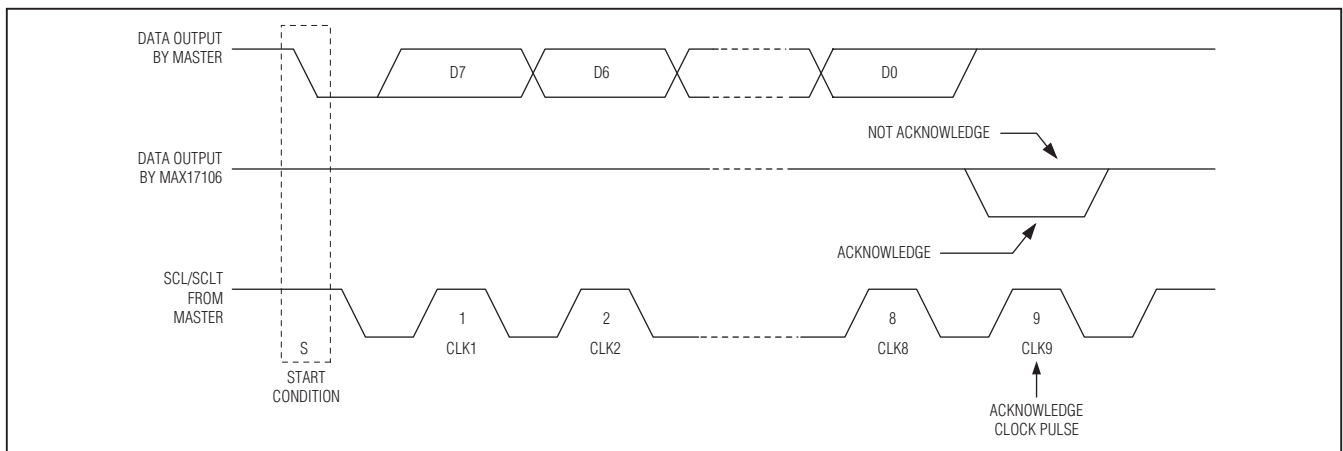 DATA OUTPUT
BY MASTER
D7
D6
D0
NOT ACKNOWLEDGE
DATA OUTPUT
BY MAX17106
ACKNOWLEDGE
SCL/SCLT
FROM
MASTER
1
2
8
9
S
CLK1
CLK2
CLK8
CLK9
START
CONDITION
ACKNOWLEDGE
CLOCK PULSE